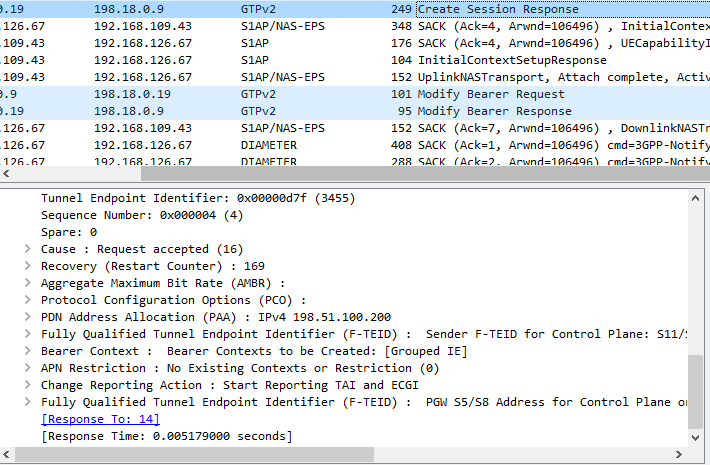 0.19 198.18.0.9 GTPv2 249 Create Session Response
126.67 192.168.109.43 S1AP/NAS-EPS 348 SACK (Ack=4, Arwnd=106496) , InitialContex
109.43 192.168.126.67 S1AP 176 SACK (Ack=4, Arwnd=106496) , UECapabilityI
109.43 192.168.126.67 S1AP 104 InitialContextSetupResponse
109.43 192.168.126.67 S1AP/NAS-EPS 152 UplinkNASTransport, Attach complete, Activ
0.9 198.18.0.19 GTPv2 101 Modify Bearer Request
0.19 198.18.0.9 GTPv2 95 Modify Bearer Response
126.67 192.168.109.43 S1AP/NAS-EPS 152 SACK (Ack=7, Arwnd=106496) , DownlinkNASTr
126.67 192.168.126.67 DIAMETER 408 SACK (Ack=1, Arwnd=106496) cmd=3GPP-Notify
126.67 192.168.126.67 DIAMETER 288 SACK (Ack=2, Arwnd=106496) cmd=3GPP-Notify
Tunnel Endpoint Identifier: 0x00000d7f (3455)
Sequence Number: 0x000004 (4)
Spare: 0
Cause : Request accepted (16)
Recovery (Restart Counter) : 169
Aggregate Maximum Bit Rate (AMBR) :
Protocol Configuration Options (PCO) :
PDN Address Allocation (PAA) : IPv4 198.51.100.200
Fully Qualified Tunnel Endpoint Identifier (F-TEID) : Sender F-TEID for Control Plane: S11/S
Bearer Context : Bearer Contexts to be Created: [Grouped IE]
APN Restriction : No Existing Contexts or Restriction (0)
Change Reporting Action : Start Reporting TAI and ECGI
Fully Qualified Tunnel Endpoint Identifier (F-TEID) : PGW S5/S8 Address for Control Plane or
[Response To: 14]
[Response Time: 0.005179000 seconds]